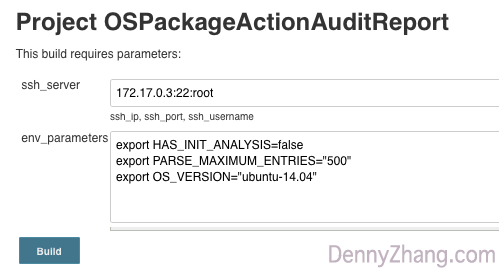 Project OSPackageActionAuditReport
This build requires parameters:
ssh_server
172.17.0.3:22:root
ssh_ip, ssh_port, ssh_username
env_parameters
export HAS_INIT_ANALYSIS=false
export PARSE_MAXIMUM_ENTRIES="500"
export OS_VERSION="ubuntu-14.04"
Build
DennyZhang.com